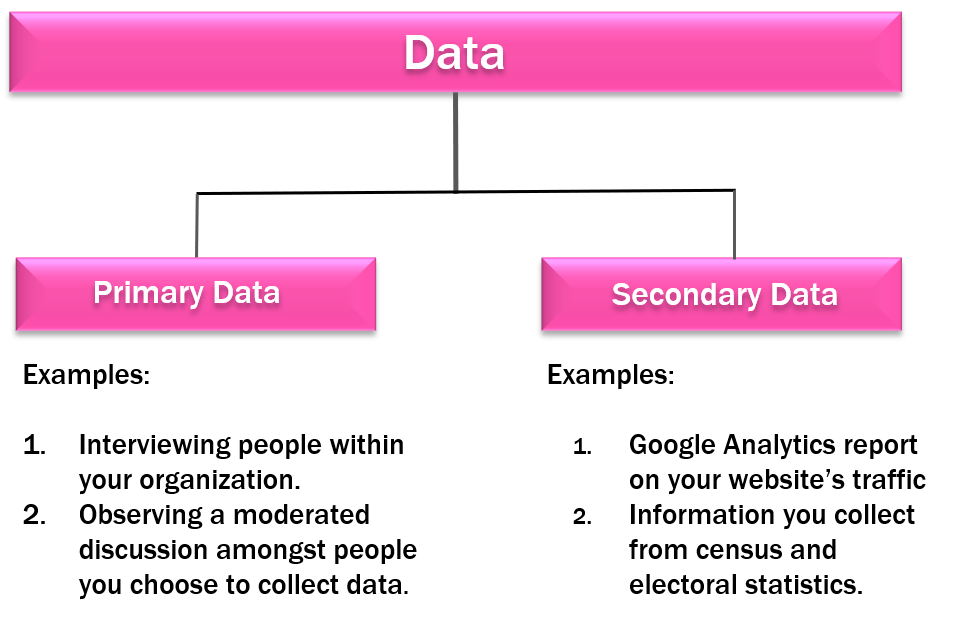 Data
Primary Data
Secondary Data
Examples:
1. Interviewing people within
your organization.
2. Observing a moderated
discussion amongst people
you choose to collect data.
Examples:
1. Google Analytics report
on your website’s traffic
2. Information you collect
from census and
electoral statistics.